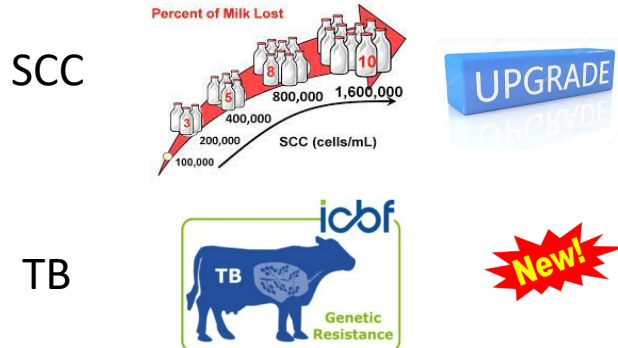 Percent of Milk Lost
SCC
3
5
8
10
100,000
200,000
400,000
800,000
1,600,000
SCC (cells/mL)
UPGRADE
UPGRADE
TB
icbf
TB
Genetic
Resistance
New!